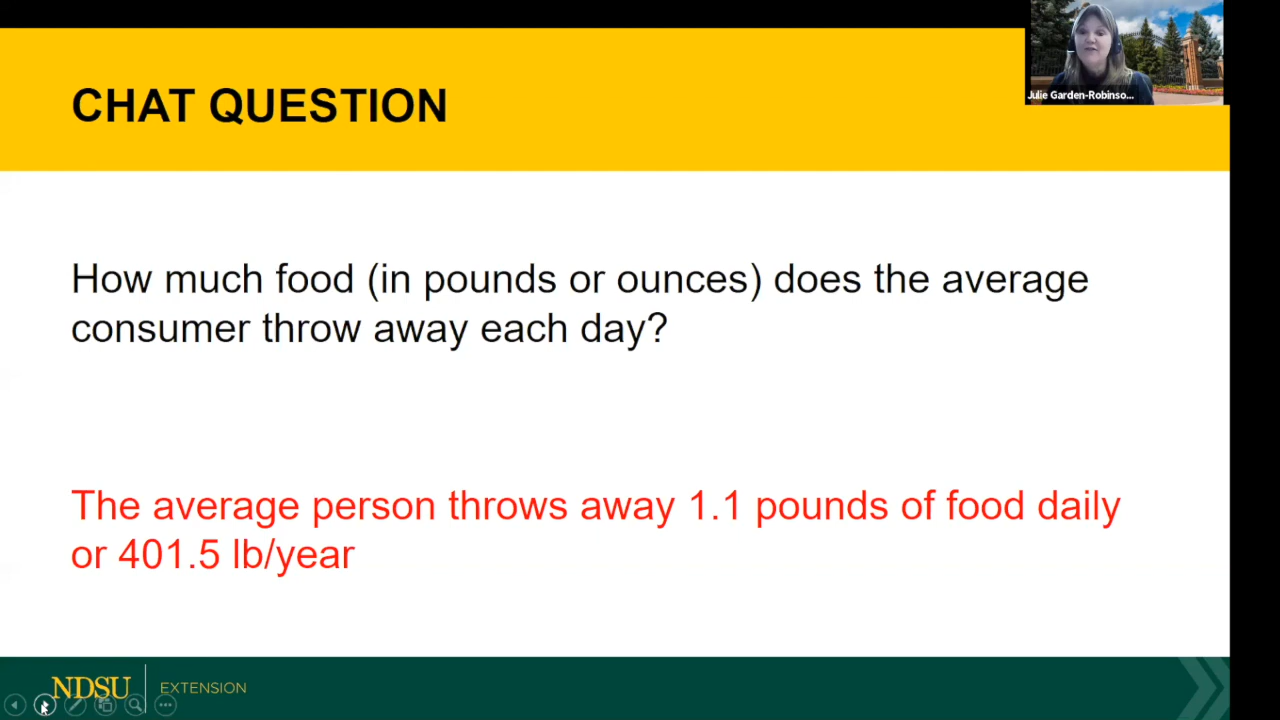 CHAT QUESTION
Julie Garden-Robinso...
How much food (in pounds or ounces) does the average
consumer throw away each day?
The average person throws away 1.1 pounds of food daily
or 401.5 lb/year
NDSU EXTENSION